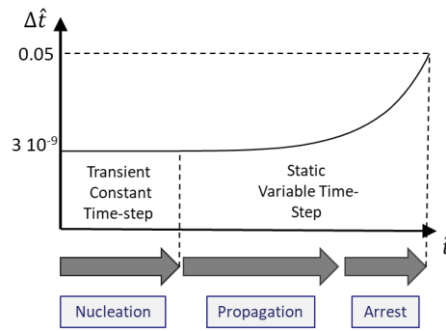 Δt̂
0.05
3 10⁻⁹
Transient
Constant
Time-step
Static
Variable Time-
Step
t̂
Nucleation
Propagation
Arrest